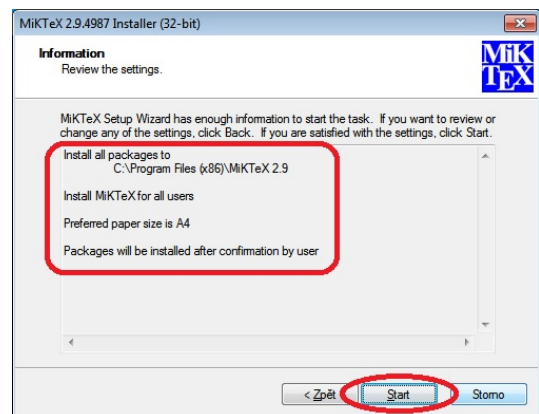 MiKTeX 2.9.4987 Installer (32-bit)
Information
Review the settings.
MiK
TEX
MiKTeX Setup Wizard has enough information to start the task. If you want to review or
change any of the settings, click Back. If you are satisfied with the settings, click Start.
Install all packages to
C:\Program Files (x86)\MiKTeX 2.9
Install MiKTeX for all users
Preferred paper size is A4
Packages will be installed after confirmation by user
< Zpět
Start
Storno